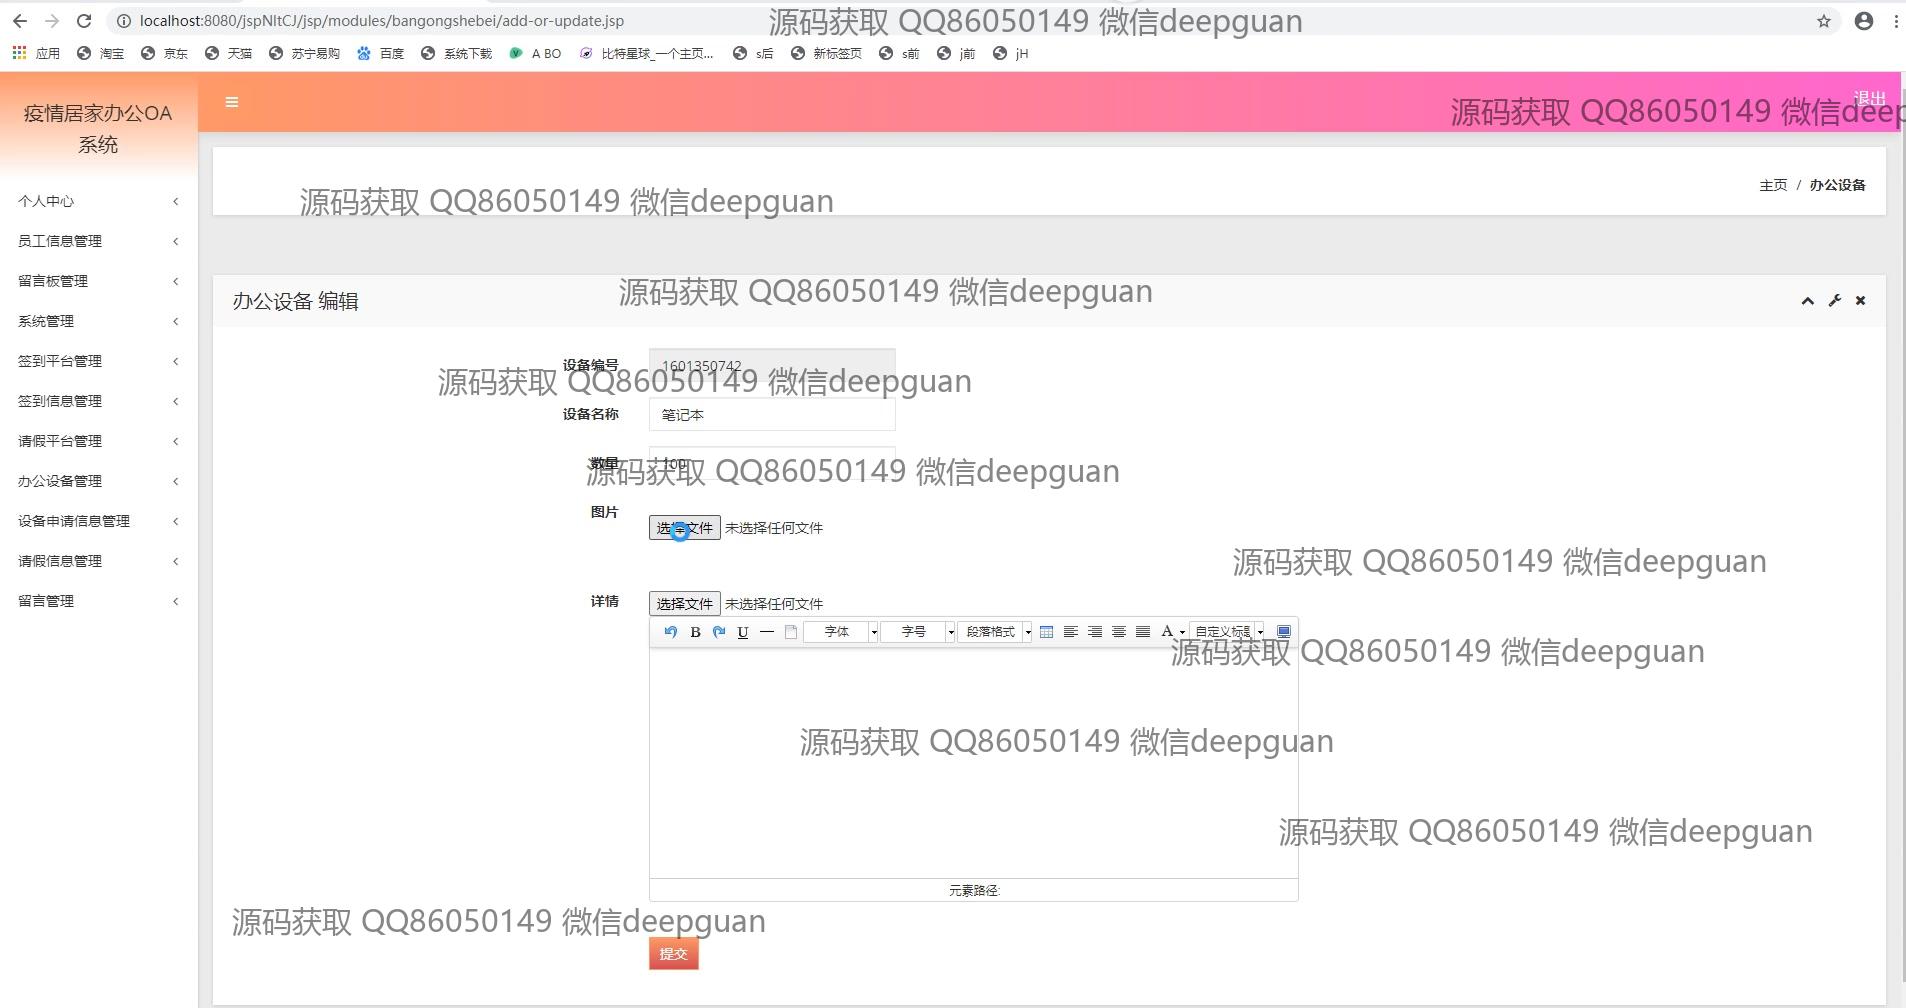 localhost:8080/jspNltCJ/jsp/modules/bangongshebei/add-or-update.jsp
源码获取 QQ86050149 微信deepguan
应用 淘宝 京东 天猫 苏宁易购 百度 系统下载 A BO 比特星球_一个主页... s后 新标签页 s前 j前 jH
疫情居家办公OA
系统
退出
源码获取 QQ86050149 微信deep
源码获取 QQ86050149 微信deepguan
主页 / 办公设备
个人中心
员工信息管理
留言板管理
系统管理
签到平台管理
签到信息管理
请假平台管理
办公设备管理
设备申请信息管理
请假信息管理
留言管理
办公设备 编辑
源码获取 QQ86050149 微信deepguan
设备编号 1601350742
源码获取 QQ86050149 微信deepguan
设备名称 笔记本
数量 100
源码获取 QQ86050149 微信deepguan
图片
选择文件 未选择任何文件
源码获取 QQ86050149 微信deepguan
详情 选择文件 未选择任何文件
B U 字体 字号 段落格式 A 自定义标题
源码获取 QQ86050149 微信deepguan
源码获取 QQ86050149 微信deepguan
源码获取 QQ86050149 微信deepguan
元素路径:
源码获取 QQ86050149 微信deepguan
提交